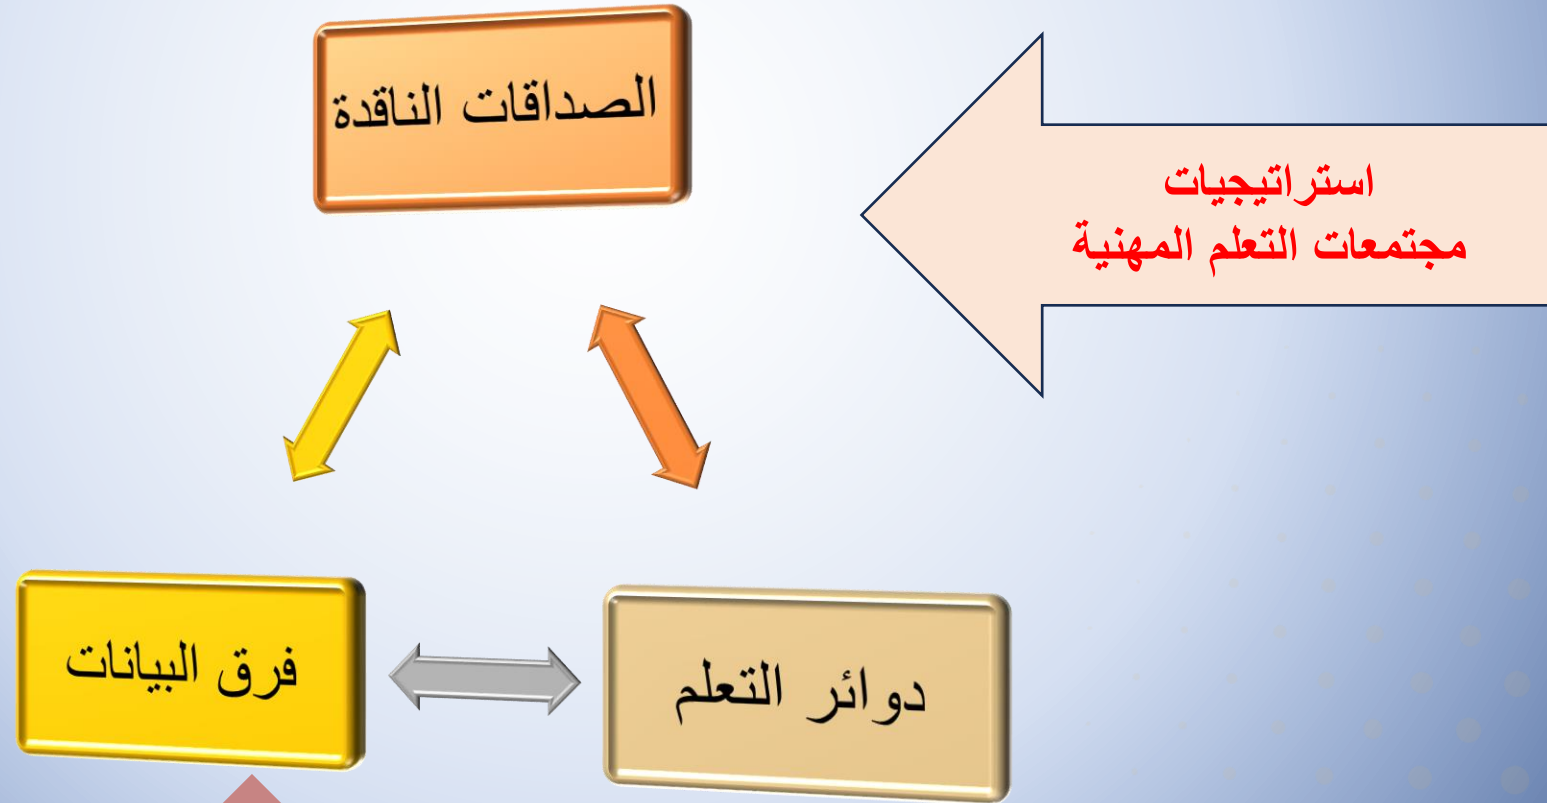 استراتيجيات
مجتمعات التعلم المهنية
الصداقات الناقدة
دوائر التعلم
فرق البيانات